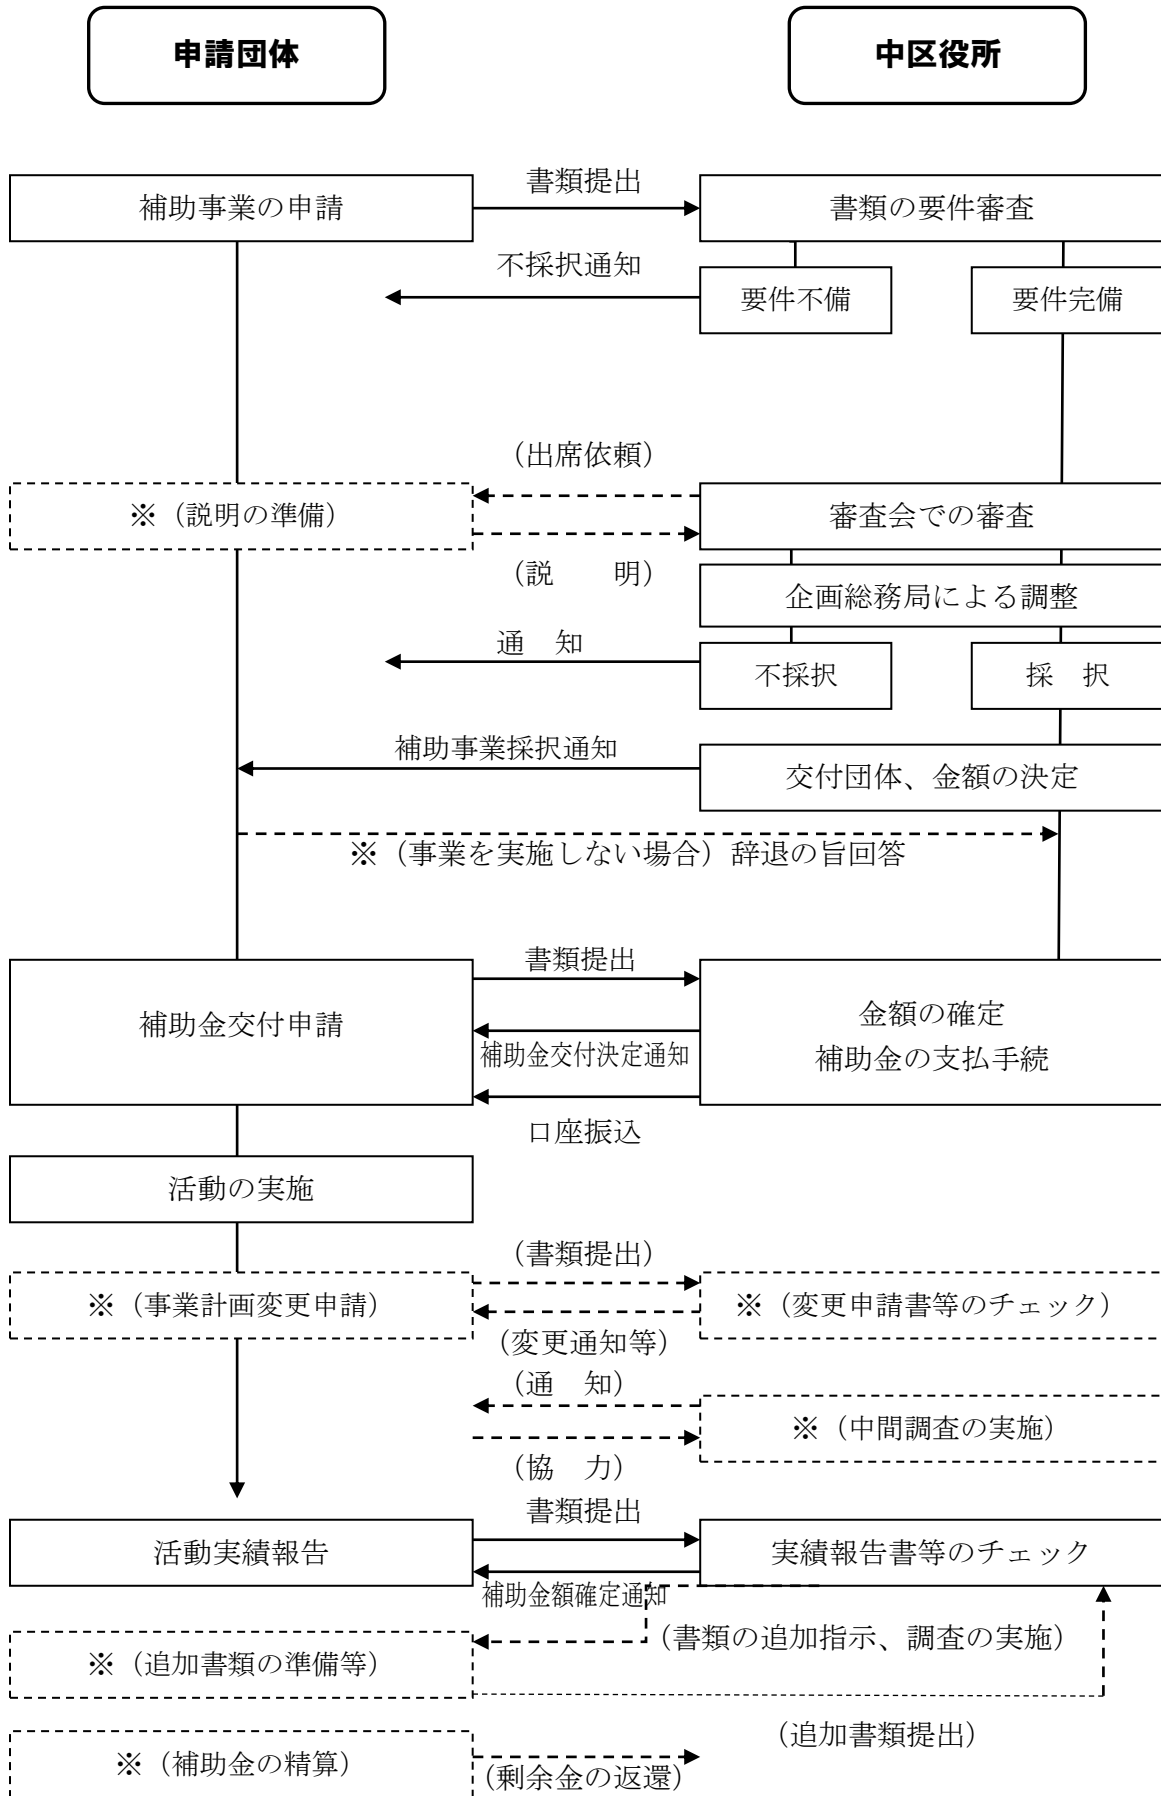 申請団体
中区役所
書類提出
補助事業の申請
書類の要件審査
不採択通知
要件不備
要件完備
（出席依頼）
※（説明の準備）
審査会での審査
（説　　明）
企画総務局による調整
通　知
不採択
採　択
補助事業採択通知
交付団体、金額の決定
※（事業を実施しない場合）辞退の旨回答
書類提出
補助金交付申請
金額の確定
補助金の支払手続
補助金交付決定通知
口座振込
活動の実施
（書類提出）
※（事業計画変更申請）
※（変更申請書等のチェック）
（変更通知等）
（通　知）
※（中間調査の実施）
（協　力）
書類提出
活動実績報告
実績報告書等のチェック
補助金額確定通知
（書類の追加指示、調査の実施）
※（追加書類の準備等）
（追加書類提出）
※（補助金の精算）
（剰余金の返還）